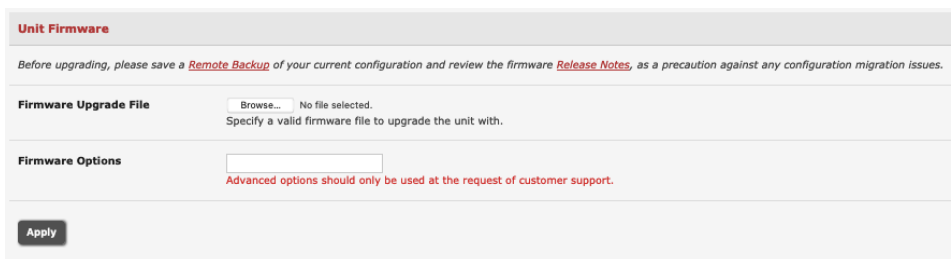 Unit Firmware
Before upgrading, please save a Remote Backup of your current configuration and review the firmware Release Notes, as a precaution against any configuration migration issues.
Firmware Upgrade File
Browse... No file selected.
Specify a valid firmware file to upgrade the unit with.
Firmware Options
Advanced options should only be used at the request of customer support.
Apply